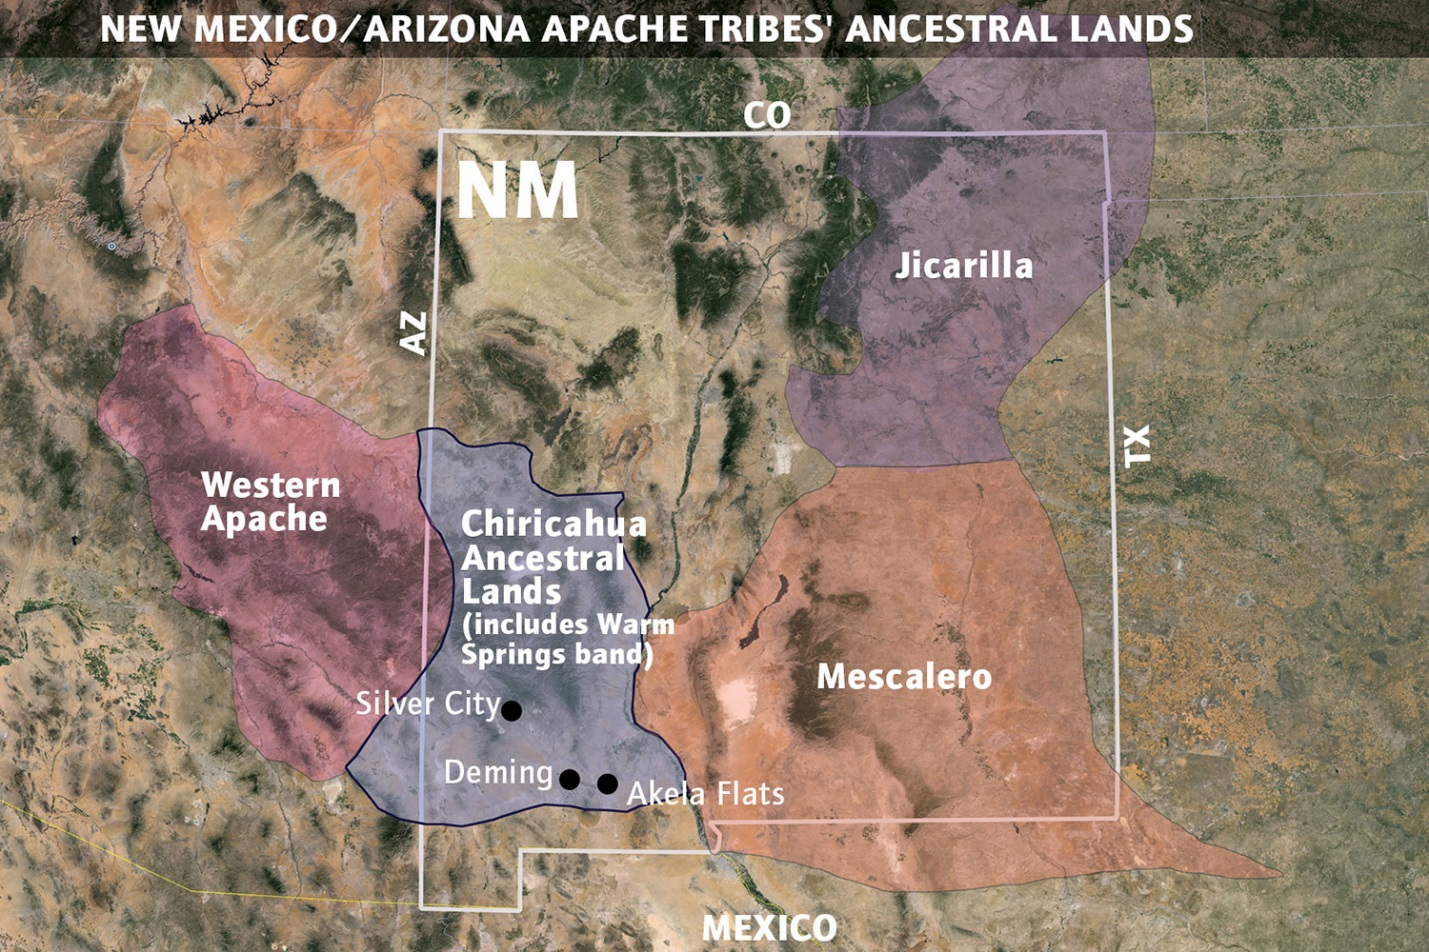 NEW MEXICO/ARIZONA APACHE TRIBES' ANCESTRAL LANDS
CO
NM
Jicarilla
AZ
TX
Western
Apache
Chiricahua
Ancestral
Lands
(includes Warm
Springs band)
Mescalero
Silver City
Deming
Akela Flats
MEXICO